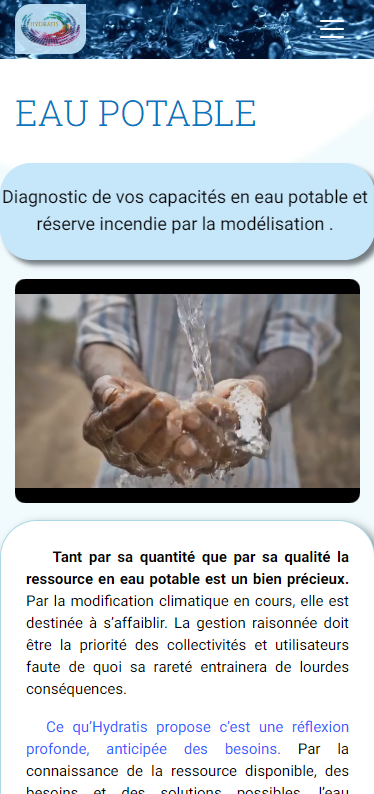 HYDRATIS
EAU POTABLE
Diagnostic de vos capacités en eau potable et
réserve incendie par la modélisation .
Tant par sa quantité que par sa qualité la
ressource en eau potable est un bien précieux.
Par la modification climatique en cours, elle est
destinée à s’affaiblir. La gestion raisonnée doit
être la priorité des collectivités et utilisateurs
faute de quoi sa rareté entrainera de lourdes
conséquences.
Ce qu’Hydratis propose c’est une réflexion
profonde, anticipée des besoins. Par la
connaissance de la ressource disponible, des
besoins et des solutions possibles, l’eau